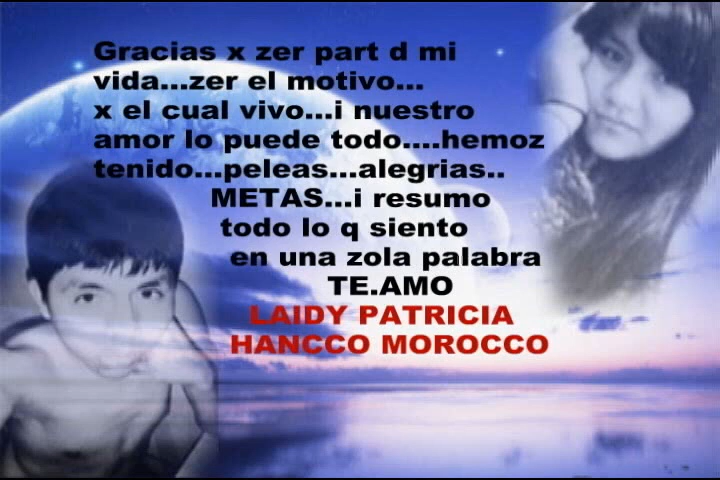 Gracias x zer part d mi
vida...zer el motivo...
x el cual vivo...i nuestro
amor lo puede todo....hemoz
tenido...peleas...alegrias..
METAS...i resumo
todo lo q siento
en una zola palabra
TE.AMO
LAIDY PATRICIA
HANCCO MOROCCO